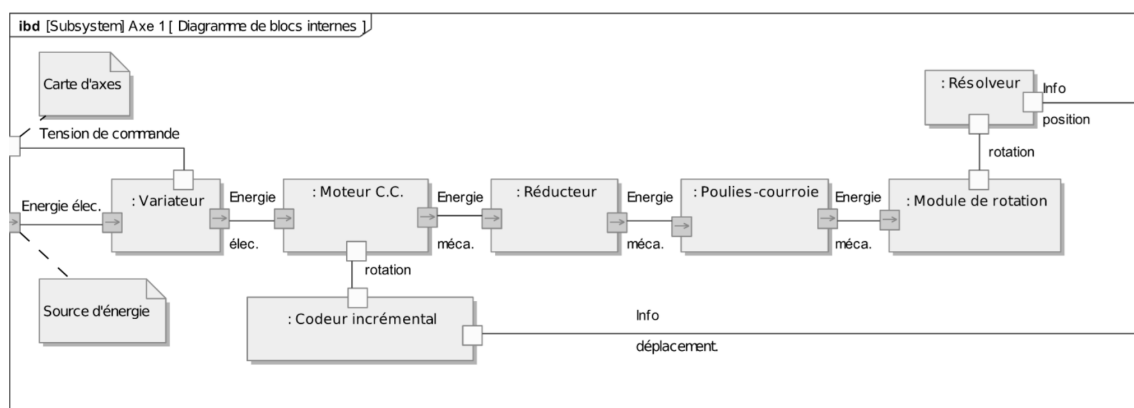 ibd [Subsystem] Axe 1 [ Diagramme de blocs internes ]
Carte d'axes
Tension de commande
Energie élec.
Source d'énergie
: Variateur
Energie
élec.
: Moteur C.C.
rotation
: Codeur incrémental
Info
déplacement.
Energie
méca.
: Réducteur
Energie
méca.
: Poulies-courroie
Energie
méca.
: Module de rotation
rotation
: Résolveur
Info
position